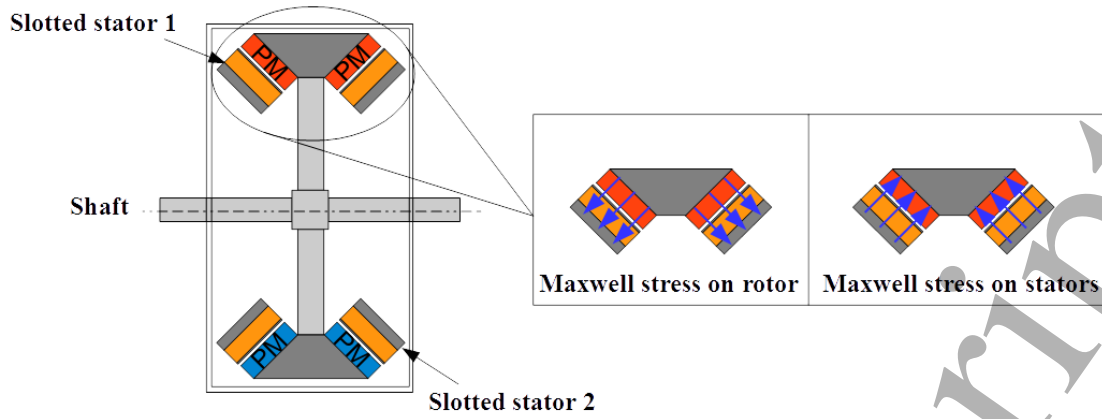 Slotted stator 1
PM PM
Shaft
Maxwell stress on rotor Maxwell stress on stators
PM PM
Slotted stator 2